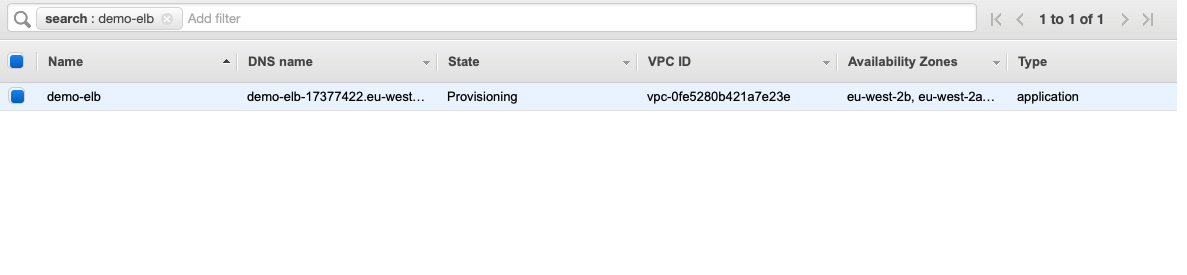 search : demo-elb Add filter 1 to 1 of 1
Name DNS name State VPC ID Availability Zones Type
demo-elb demo-elb-17377422.eu-west… Provisioning vpc-0fe5280b421a7e23e eu-west-2b, eu-west-2a… application